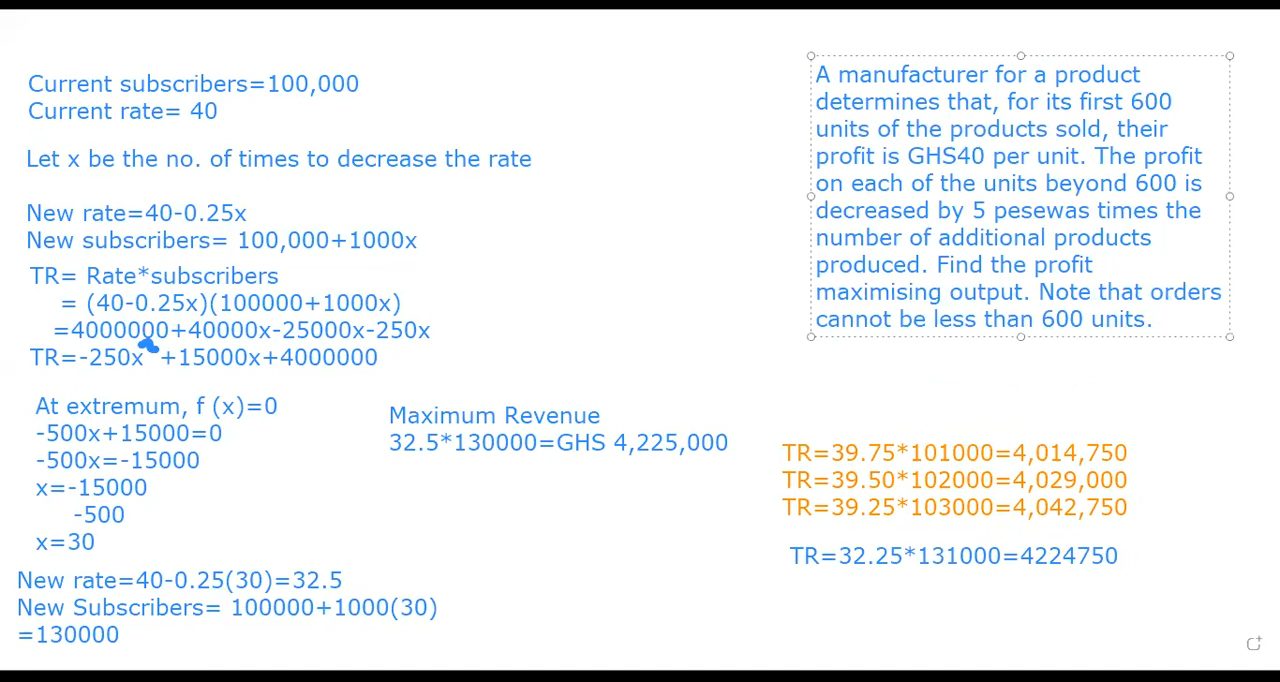 Current subscribers=100,000
Current rate= 40
Let x be the no. of times to decrease the rate
New rate=40-0.25x
New subscribers= 100,000+1000x
TR= Rate*subscribers
= (40-0.25x)(100000+1000x)
=4000000+40000x-25000x-250x
TR=-250x +15000x+4000000
At extremum, f (x)=0
-500x+15000=0
-500x=-15000
x=-15000
-500
x=30
New rate=40-0.25(30)=32.5
New Subscribers= 100000+1000(30)
=130000
Maximum Revenue
32.5*130000=GHS 4,225,000
A manufacturer for a product
determines that, for its first 600
units of the products sold, their
profit is GHS40 per unit. The profit
on each of the units beyond 600 is
decreased by 5 pesewas times the
number of additional products
produced. Find the profit
maximising output. Note that orders
cannot be less than 600 units.
TR=39.75*101000=4,014,750
TR=39.50*102000=4,029,000
TR=39.25*103000=4,042,750
TR=32.25*131000=4224750